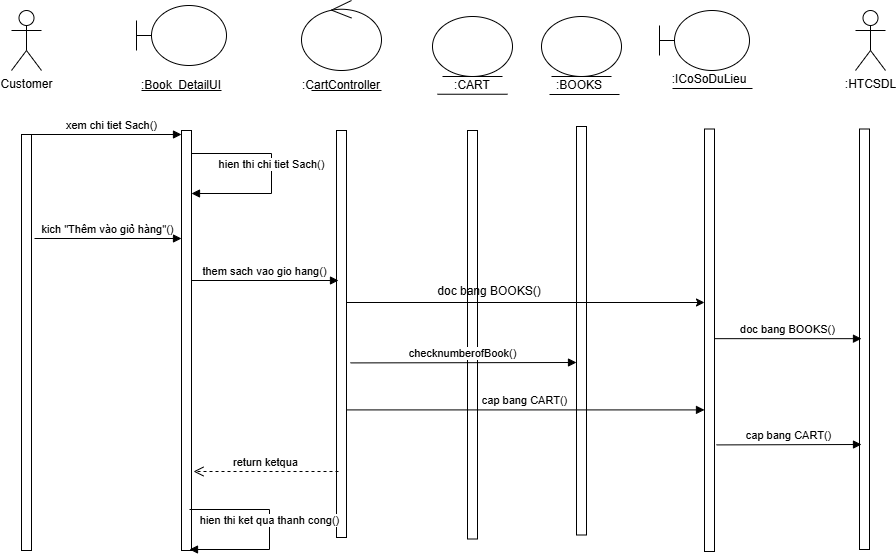 Customer
:Book_DetailUI
:CartController
:CART
:BOOKS
:ICoSoDuLieu
:HTCSDL
xem chi tiet Sach()
hien thi chi tiet Sach()
kich "Thêm vào giỏ hàng"()
them sach vao gio hang()
doc bang BOOKS()
doc bang BOOKS()
checknumberofBook()
cap bang CART()
cap bang CART()
return ketqua
hien thi ket qua thanh cong()